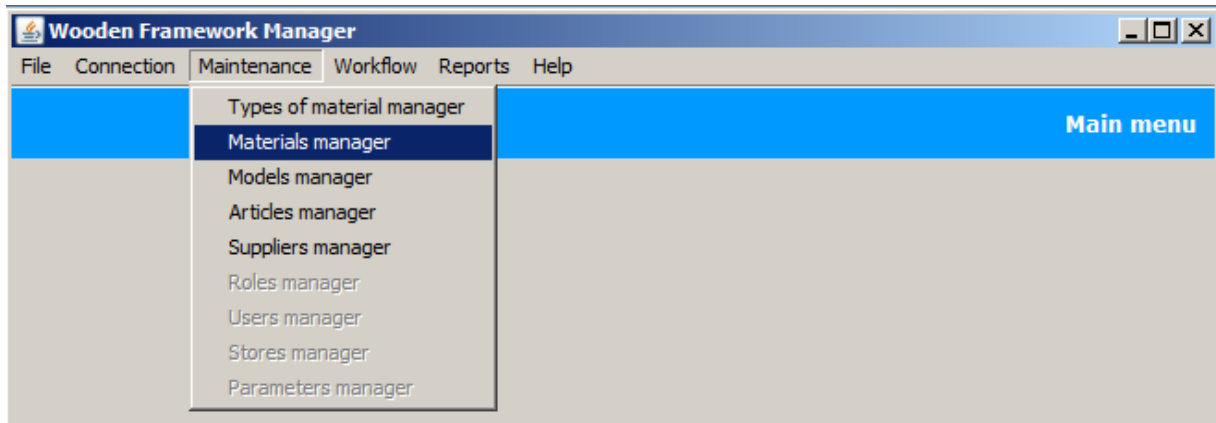 Wooden Framework Manager
File Connection Maintenance Workflow Reports Help
Main menu
Types of material manager
Materials manager
Models manager
Articles manager
Suppliers manager
Roles manager
Users manager
Stores manager
Parameters manager